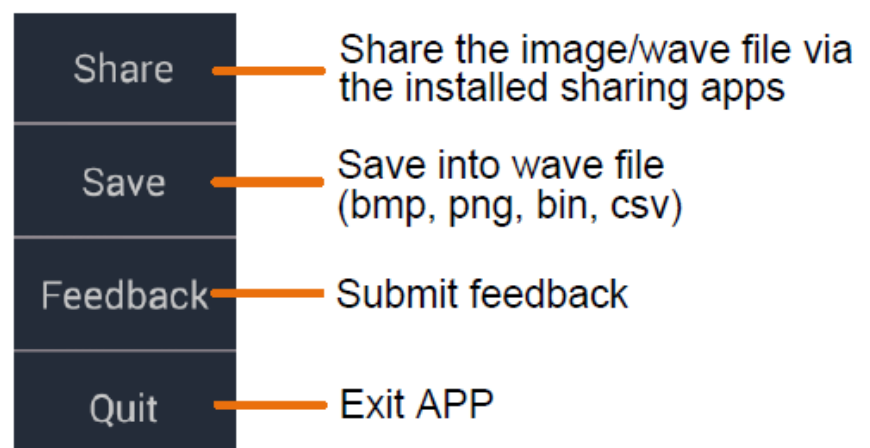 Share
Share the image/wave file via
the installed sharing apps
Save
Save into wave file
(bmp, png, bin, csv)
Feedback
Submit feedback
Quit
Exit APP